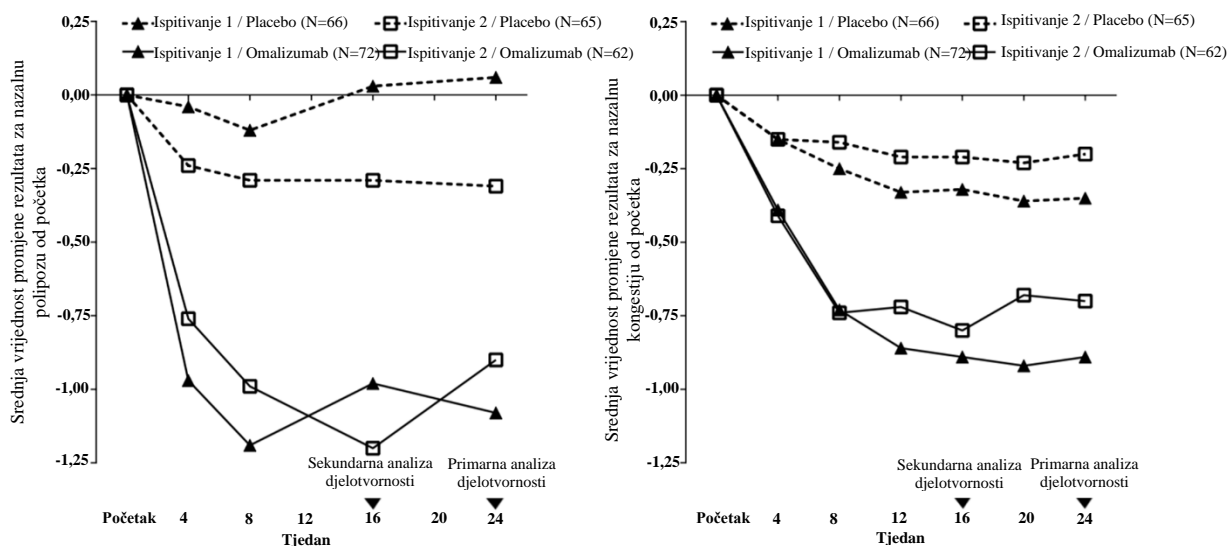 Srednja vrijednost promjene rezultata za nazalnu
polipozu od početka
0,25
0,00
-0,25
-0,50
-0,75
-1,00
-1,25
Ispitivanje 1 / Placebo (N=66)
Ispitivanje 2 / Placebo (N=65)
Ispitivanje 1 / Omalizumab (N=72)
Ispitivanje 2 / Omalizumab (N=62)
Sekundarna analiza
djelotvornosti
Primarna analiza
djelotvornosti
Početak 4 8 12 16 20 24
Tjedan
Srednja vrijednost promjene rezultata za nazalnu
kongestiju od početka
0,25
0,00
-0,25
-0,50
-0,75
-1,00
-1,25
Ispitivanje 1 / Placebo (N=66)
Ispitivanje 2 / Placebo (N=65)
Ispitivanje 1 / Omalizumab (N=72)
Ispitivanje 2 / Omalizumab (N=62)
Sekundarna analiza
djelotvornosti
Primarna analiza
djelotvornosti
Početak 4 8 12 16 20 24
Tjedan